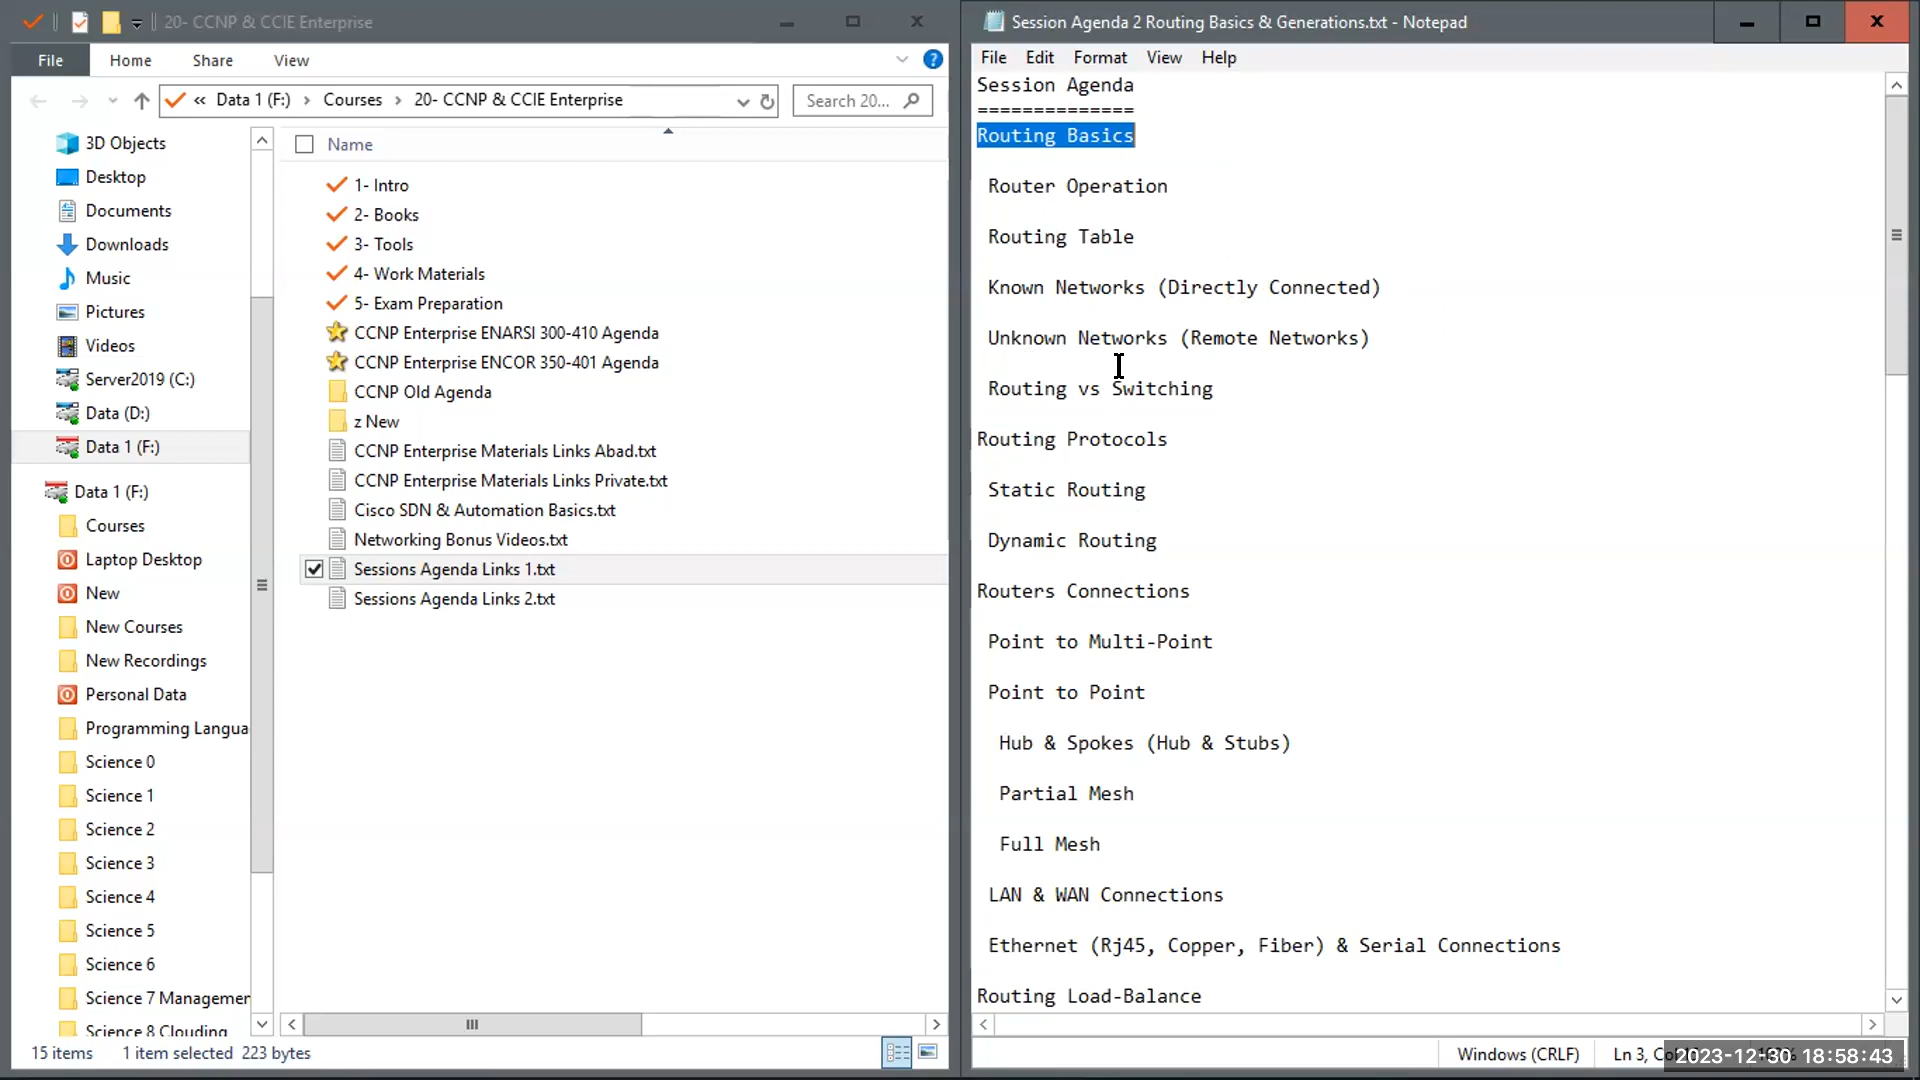 20- CCNP & CCIE Enterprise
File Home Share View
« Data 1 (F:) › Courses › 20- CCNP & CCIE Enterprise
Search 20...
3D Objects
Desktop
Documents
Downloads
Music
Pictures
Videos
Server2019 (C:)
Data (D:)
Data 1 (F:)
Data 1 (F:)
Courses
Laptop Desktop
New
New Courses
New Recordings
Personal Data
Programming Langua
Science 0
Science 1
Science 2
Science 3
Science 4
Science 5
Science 6
Science 7 Managemen
Science 8 Clouding
Name
1- Intro
2- Books
3- Tools
4- Work Materials
5- Exam Preparation
CCNP Enterprise ENARSI 300-410 Agenda
CCNP Enterprise ENCOR 350-401 Agenda
CCNP Old Agenda
z New
CCNP Enterprise Materials Links Abad.txt
CCNP Enterprise Materials Links Private.txt
Cisco SDN & Automation Basics.txt
Networking Bonus Videos.txt
Sessions Agenda Links 1.txt
Sessions Agenda Links 2.txt
15 items 1 item selected 223 bytes
Session Agenda 2 Routing Basics & Generations.txt - Notepad
File Edit Format View Help
Session Agenda
==============
Routing Basics
Router Operation
Routing Table
Known Networks (Directly Connected)
Unknown Networks (Remote Networks)
Routing vs Switching
Routing Protocols
Static Routing
Dynamic Routing
Routers Connections
Point to Multi-Point
Point to Point
Hub & Spokes (Hub & Stubs)
Partial Mesh
Full Mesh
LAN & WAN Connections
Ethernet (Rj45, Copper, Fiber) & Serial Connections
Routing Load-Balance
Windows (CRLF) Ln 3,
2023-12-30 18:58:43